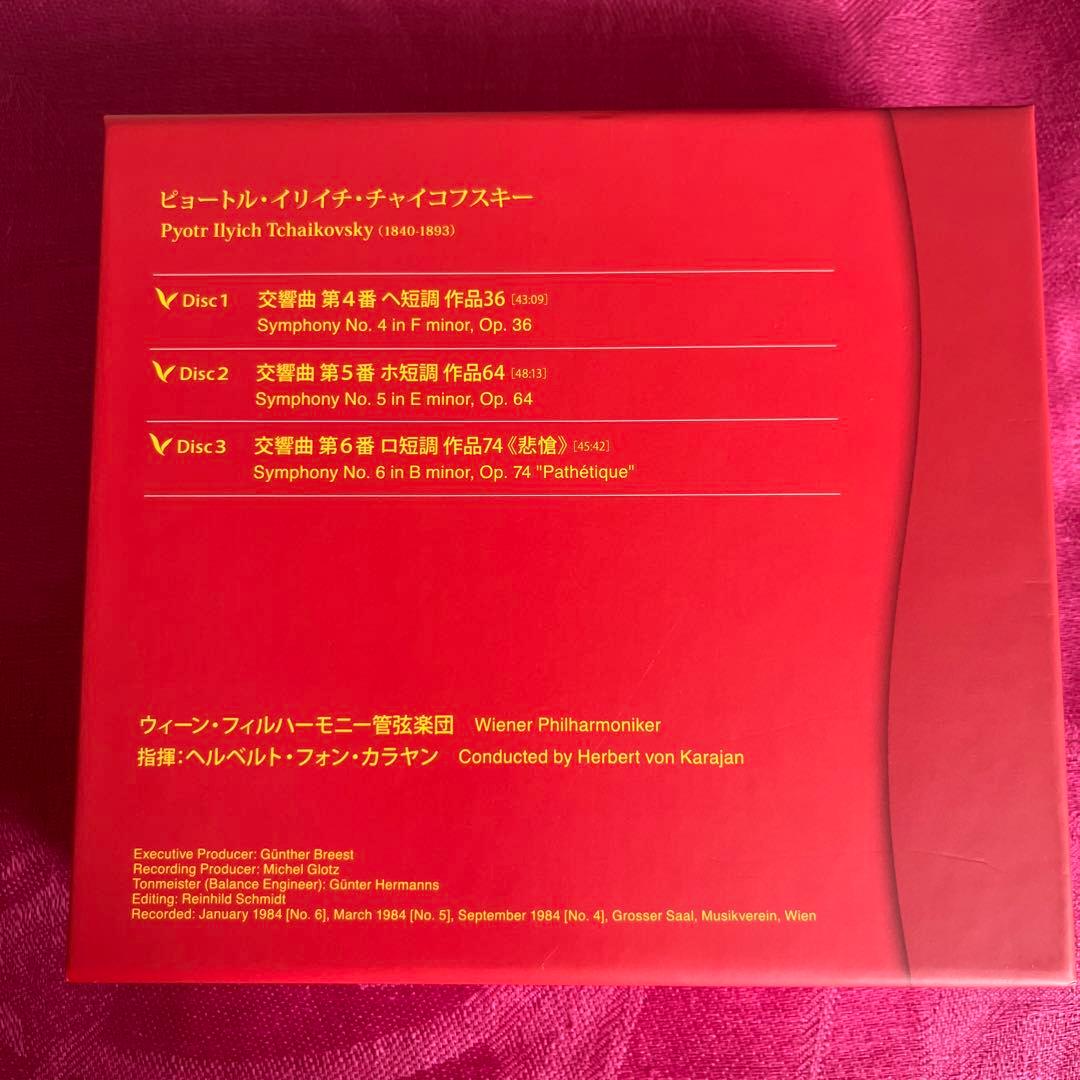 ピョートル・イリイチ・チャイコフスキー
Pyotr Ilyich Tchaikovsky (1840-1893)
Disc 1 交響曲 第4番 ヘ短調 作品36 [43:09]
Symphony No. 4 in F minor, Op. 36
Disc 2 交響曲 第5番 ホ短調 作品64 [48:13]
Symphony No. 5 in E minor, Op. 64
Disc 3 交響曲 第6番 ロ短調 作品74《悲愴》 [45:42]
Symphony No. 6 in B minor, Op. 74 "Pathétique"
ウィーン・フィルハーモニー管弦楽団 Wiener Philharmoniker
指揮:ヘルベルト・フォン・カラヤン Conducted by Herbert von Karajan
Executive Producer: Günther Breest
Recording Producer: Michel Glotz
Tonmeister (Balance Engineer): Günter Hermanns
Editing: Reinhild Schmidt
Recorded: January 1984 [No. 6], March 1984 [No. 5], September 1984 [No. 4], Grosser Saal, Musikverein, Wien